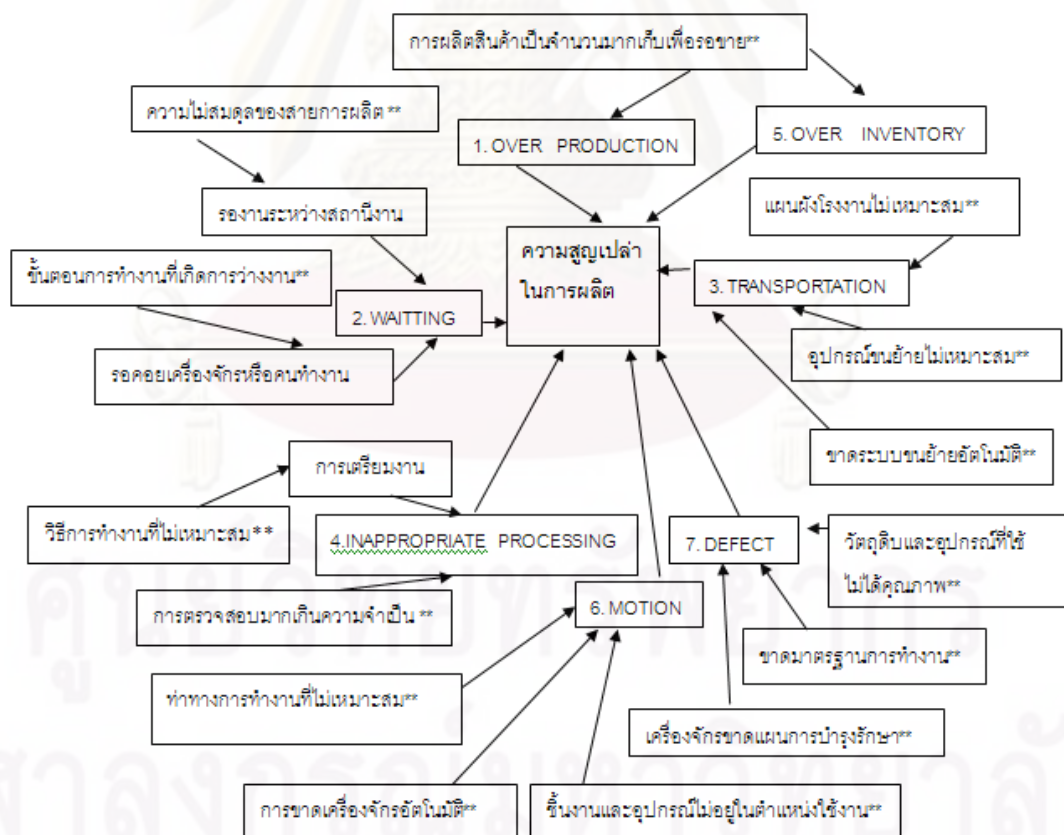 การผลิตสินค้าเป็นจำนวนมากเก็บเพื่อรอขาย**
ความไม่สมดุลของสายการผลิต **
1. OVER PRODUCTION
5. OVER INVENTORY
รองานระหว่างสถานีงาน
แผนผังโรงงานไม่เหมาะสม**
ความสูญเปล่า
ในการผลิต
ขั้นตอนการทำงานที่เกิดการว่างงาน**
2. WAITTING
3. TRANSPORTATION
รอคอยเครื่องจักรหรือคนทำงาน
อุปกรณ์ขนย้ายไม่เหมาะสม**
การเตรียมงาน
ขาดระบบขนย้ายอัตโนมัติ**
วิธีการทำงานที่ไม่เหมาะสม**
4.INAPPROPRIATE PROCESSING
7. DEFECT
วัตถุดิบและอุปกรณ์ที่ใช้
ไม่ได้คุณภาพ**
การตรวจสอบมากเกินความจำเป็น **
6. MOTION
ขาดมาตรฐานการทำงาน**
ท่าทางการทำงานที่ไม่เหมาะสม**
เครื่องจักรขาดแผนการบำรุงรักษา**
การขาดเครื่องจักรอัตโนมัติ**
ชิ้นงานและอุปกรณ์ไม่อยู่ในตำแหน่งใช้งาน**
ศูนย์วิทยทรัพยากร